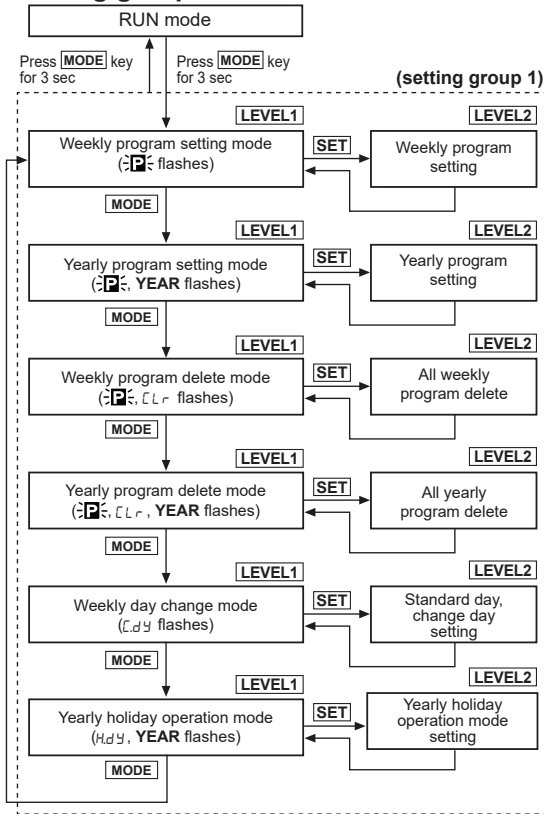 RUN mode
Press MODE key
for 3 sec
Press MODE key
for 3 sec
(setting group 1)
LEVEL1
Weekly program setting mode
(P flashes)
SET
LEVEL2
Weekly program
setting
MODE
LEVEL1
Yearly program setting mode
(P, YEAR flashes)
SET
LEVEL2
Yearly program
setting
MODE
LEVEL1
Weekly program delete mode
(P, CLr flashes)
SET
LEVEL2
All weekly
program delete
MODE
LEVEL1
Yearly program delete mode
(P, CLr, YEAR flashes)
SET
LEVEL2
All yearly
program delete
MODE
LEVEL1
Weekly day change mode
(C.dy flashes)
SET
LEVEL2
Standard day,
change day
setting
MODE
LEVEL1
Yearly holiday operation mode
(H.dy, YEAR flashes)
SET
LEVEL2
Yearly holiday
operation mode
setting
MODE